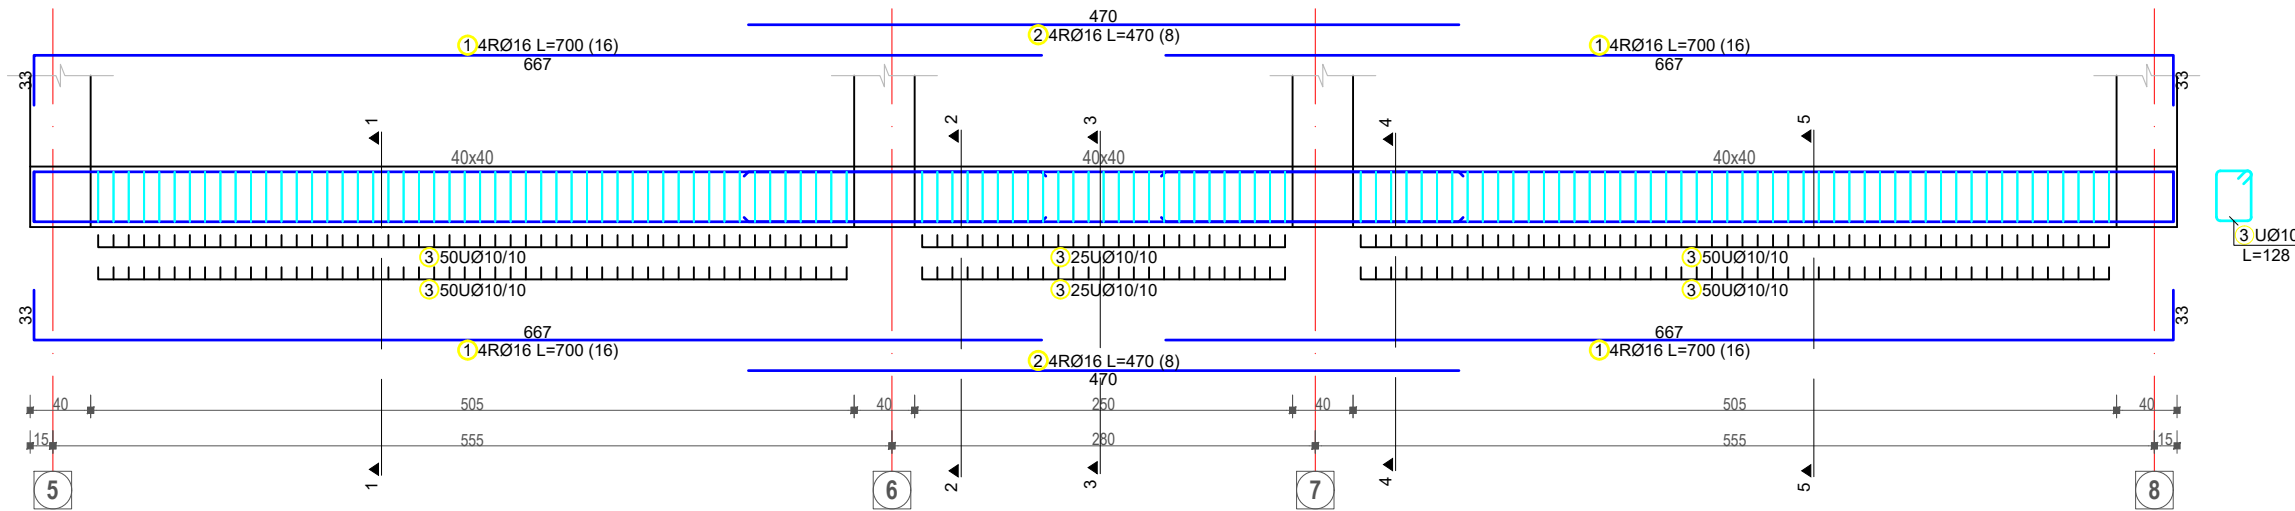 470
1 4RØ16 L=700 (16)
2 4RØ16 L=470 (8)
1 4RØ16 L=700 (16)
667
667
33
33
1
2
3
4
5
40x40
40x40
40x40
3 50UØ10/10
3 25UØ10/10
3 50UØ10/10
3 UØ10
L=128
3 50UØ10/10
3 25UØ10/10
3 50UØ10/10
33
33
667
667
1 4RØ16 L=700 (16)
2 4RØ16 L=470 (8)
1 4RØ16 L=700 (16)
470
40
505
40
250
40
505
40
15
555
280
555
15
1
2
3
4
5
5
6
7
8